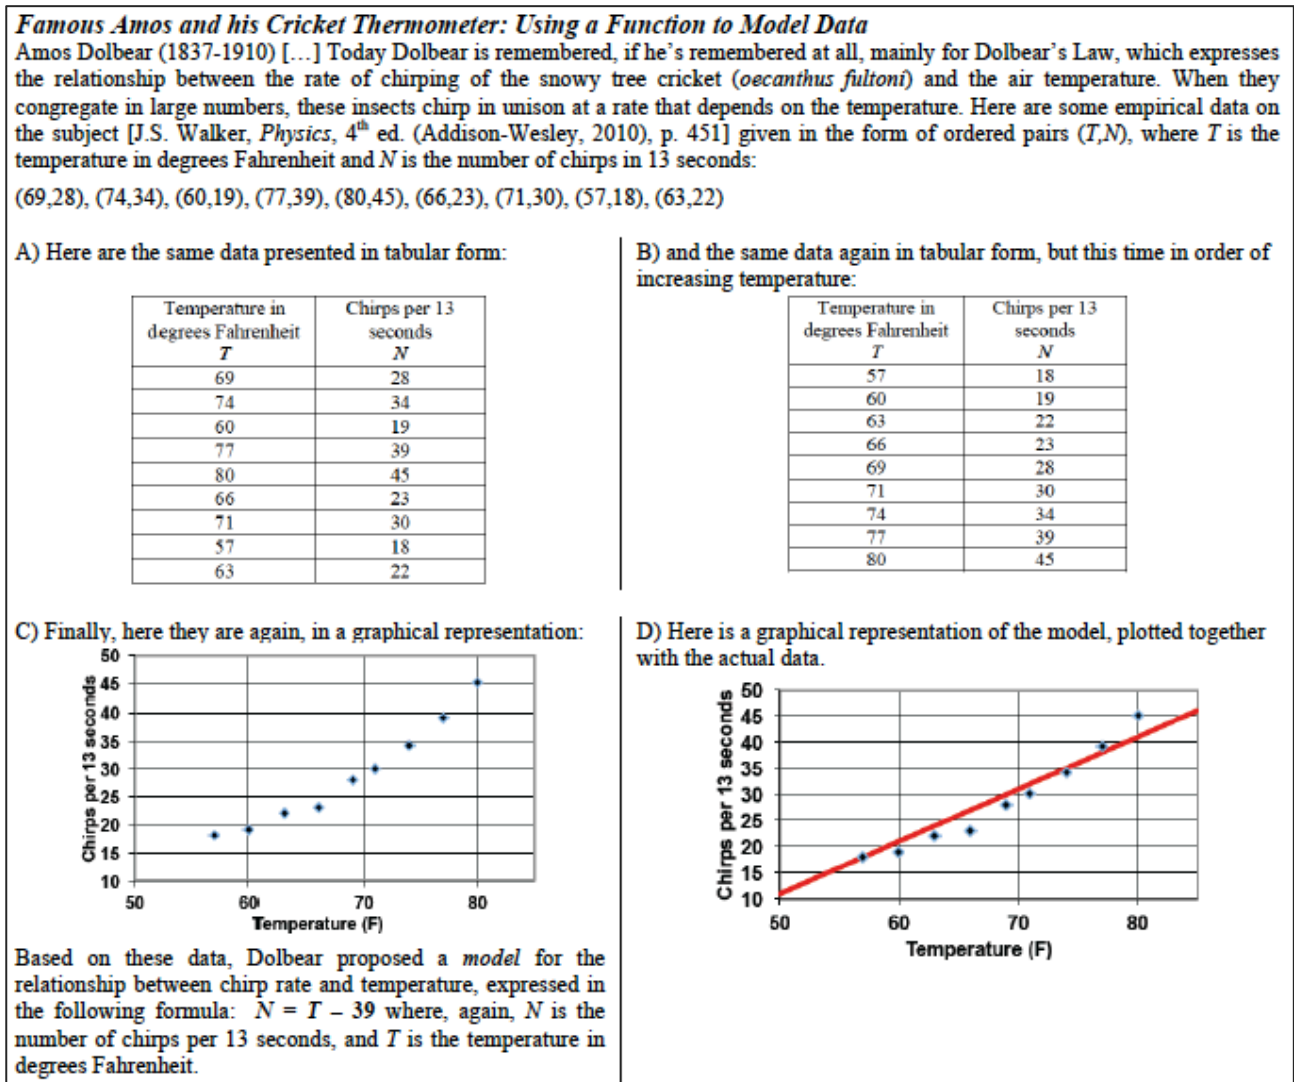 Famous Amos and his Cricket Thermometer: Using a Function to Model Data
Amos Dolbear (1837-1910) […] Today Dolbear is remembered, if he's remembered at all, mainly for Dolbear's Law, which expresses
the relationship between the rate of chirping of the snowy tree cricket (oecanthus fultoni) and the air temperature. When they
congregate in large numbers, these insects chirp in unison at a rate that depends on the temperature. Here are some empirical data on
the subject [J.S. Walker, Physics, 4th ed. (Addison-Wesley, 2010), p. 451] given in the form of ordered pairs (T,N), where T is the
temperature in degrees Fahrenheit and N is the number of chirps in 13 seconds:
(69,28), (74,34), (60,19), (77,39), (80,45), (66,23), (71,30), (57,18), (63,22)
A) Here are the same data presented in tabular form:
Temperature in Chirps per 13
degrees Fahrenheit seconds
T N
69 28
74 34
60 19
77 39
80 45
66 23
71 30
57 18
63 22
B) and the same data again in tabular form, but this time in order of
increasing temperature:
Temperature in Chirps per 13
degrees Fahrenheit seconds
T N
57 18
60 19
63 22
66 23
69 28
71 30
74 34
77 39
80 45
C) Finally, here they are again, in a graphical representation:
Chirps per 13 seconds
50
45
40
35
30
25
20
15
10
50 60 70 80
Temperature (F)
Based on these data, Dolbear proposed a model for the
relationship between chirp rate and temperature, expressed in
the following formula: N = T – 39 where, again, N is the
number of chirps per 13 seconds, and T is the temperature in
degrees Fahrenheit.
D) Here is a graphical representation of the model, plotted together
with the actual data.
Chirps per 13 seconds
50
45
40
35
30
25
20
15
10
50 60 70 80
Temperature (F)